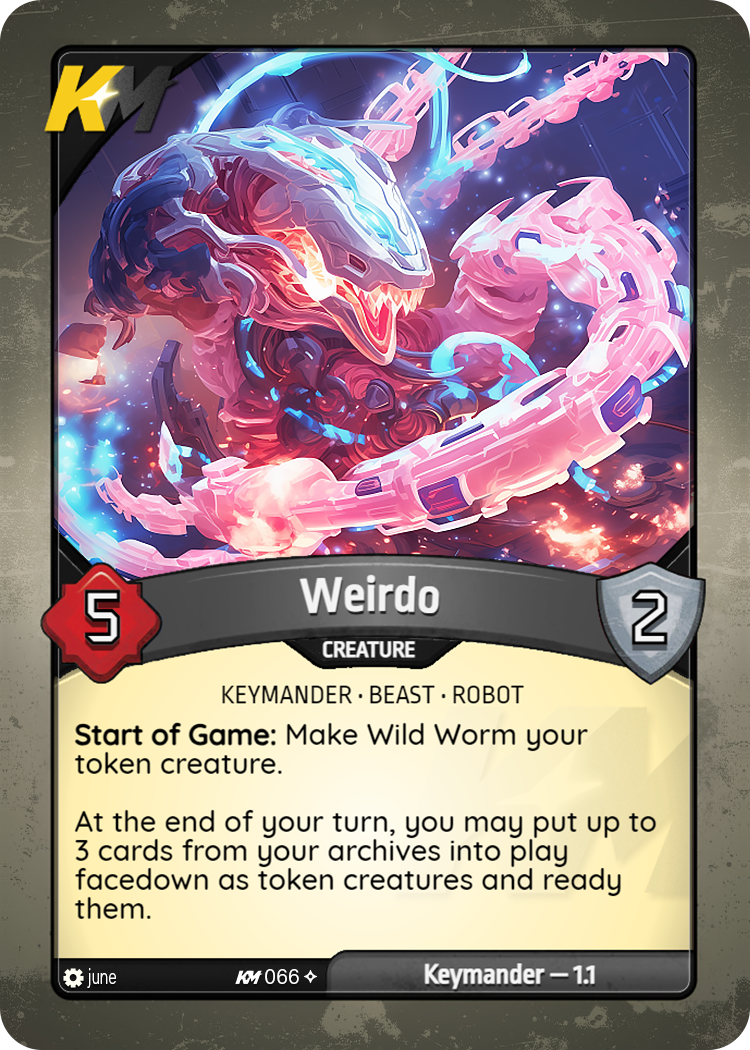 KM
Weirdo
5
2
CREATURE
KEYMANDER • BEAST • ROBOT
Start of Game: Make Wild Worm your
token creature.
At the end of your turn, you may put up to
3 cards from your archives into play
facedown as token creatures and ready
them.
june
KM 066
Keymander – 1.1